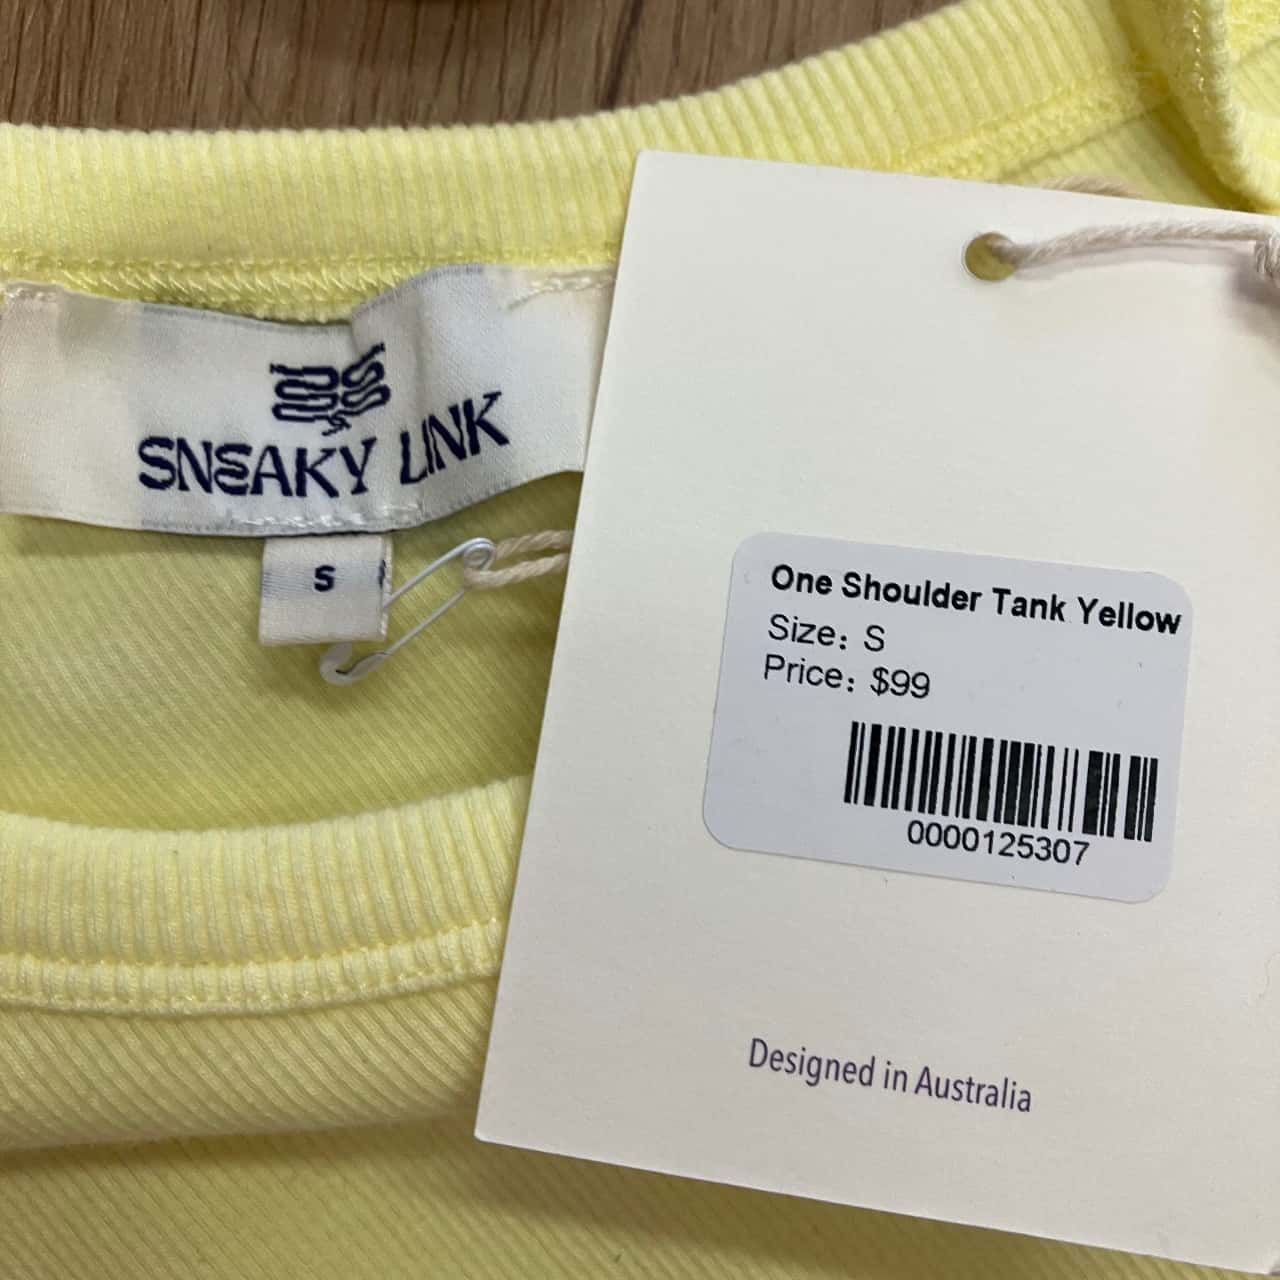 SNEAKY LINK
S
One Shoulder Tank Yellow
Size: S
Price: $99
0000125307
Designed in Australia